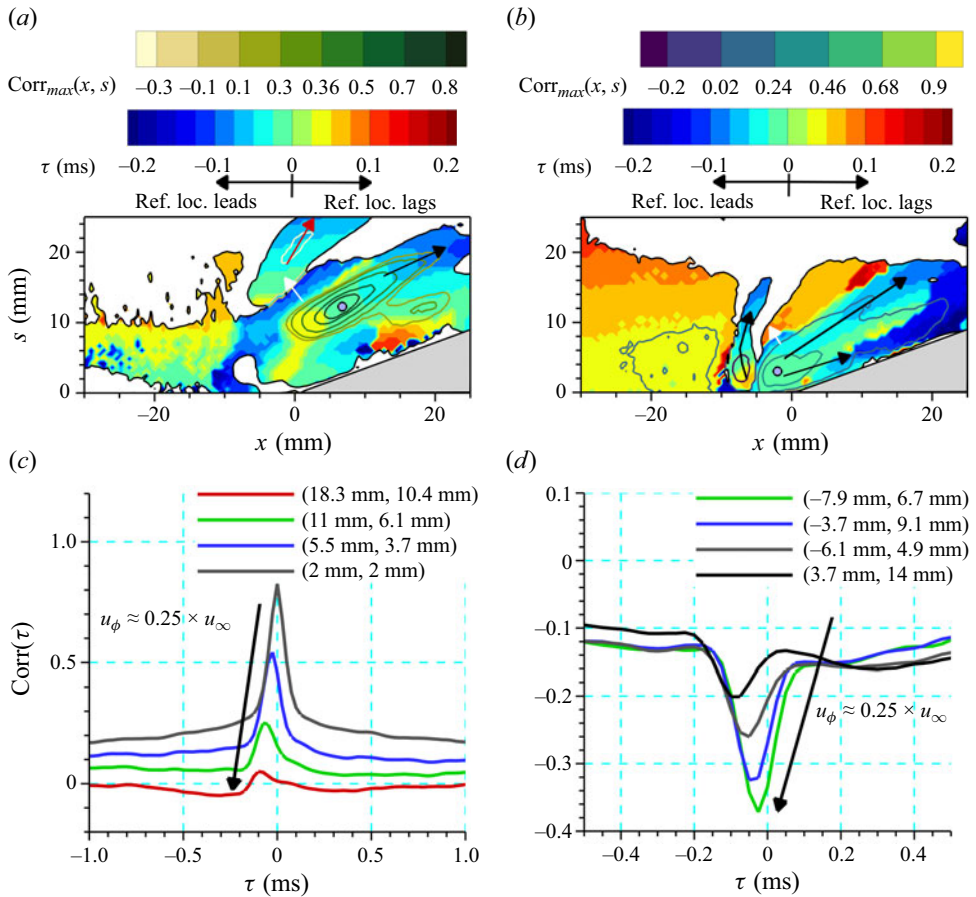 (a)
(b)
Corr_max(x, s) −0.3 −0.1 0.1 0.3 0.36 0.5 0.7 0.8
Corr_max(x, s) −0.2 0.02 0.24 0.46 0.68 0.9
τ (ms) −0.2 −0.1 0 0.1 0.2
τ (ms) −0.2 −0.1 0 0.1 0.2
Ref. loc. leads Ref. loc. lags
Ref. loc. leads Ref. loc. lags
s (mm)
20
10
0
−30 −20 0 20
x (mm)
20
10
0
−30 −20 0 20 30
x (mm)
(c)
(d)
(18.3 mm, 10.4 mm)
(11 mm, 6.1 mm)
(5.5 mm, 3.7 mm)
(2 mm, 2 mm)
u_ϕ ≈ 0.25 × u_∞
Corr(τ)
1.0
0.5
0
−1.0 −0.5 0 0.5 1.0
τ (ms)
(−7.9 mm, 6.7 mm)
(−3.7 mm, 9.1 mm)
(−6.1 mm, 4.9 mm)
(3.7 mm, 14 mm)
u_ϕ ≈ 0.25 × u_∞
0.1
0
−0.1
−0.2
−0.3
−0.4
−0.4 −0.2 0 0.2 0.4
τ (ms)